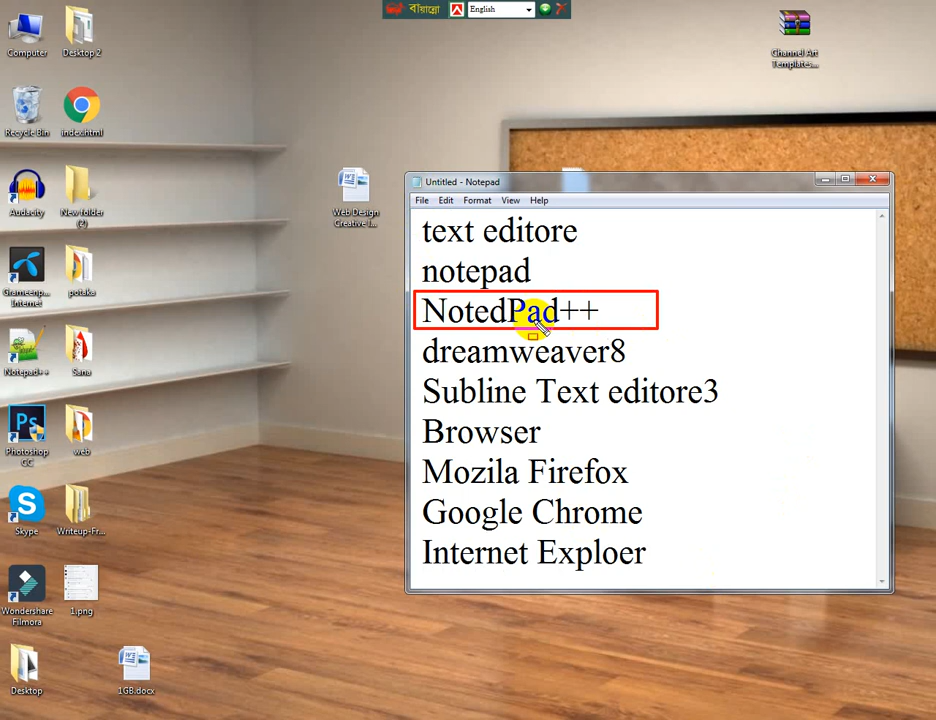 বায়ান্নো
English
Computer
Desktop 2
Channel Art
Templates...
Recycle Bin
index.html
Audacity
New folder
(2)
Web Design
Creative I...
Grameenp...
Internet
potaka
Notepad++
Sana
Photoshop
CC
web
Skype
Writeup-Fr...
Wondershare
Filmora
1.png
Desktop
1GB.docx
Untitled - Notepad
File Edit Format View Help
text editore
notepad
NotedPad++
dreamweaver8
Subline Text editore3
Browser
Mozila Firefox
Google Chrome
Internet Exploer